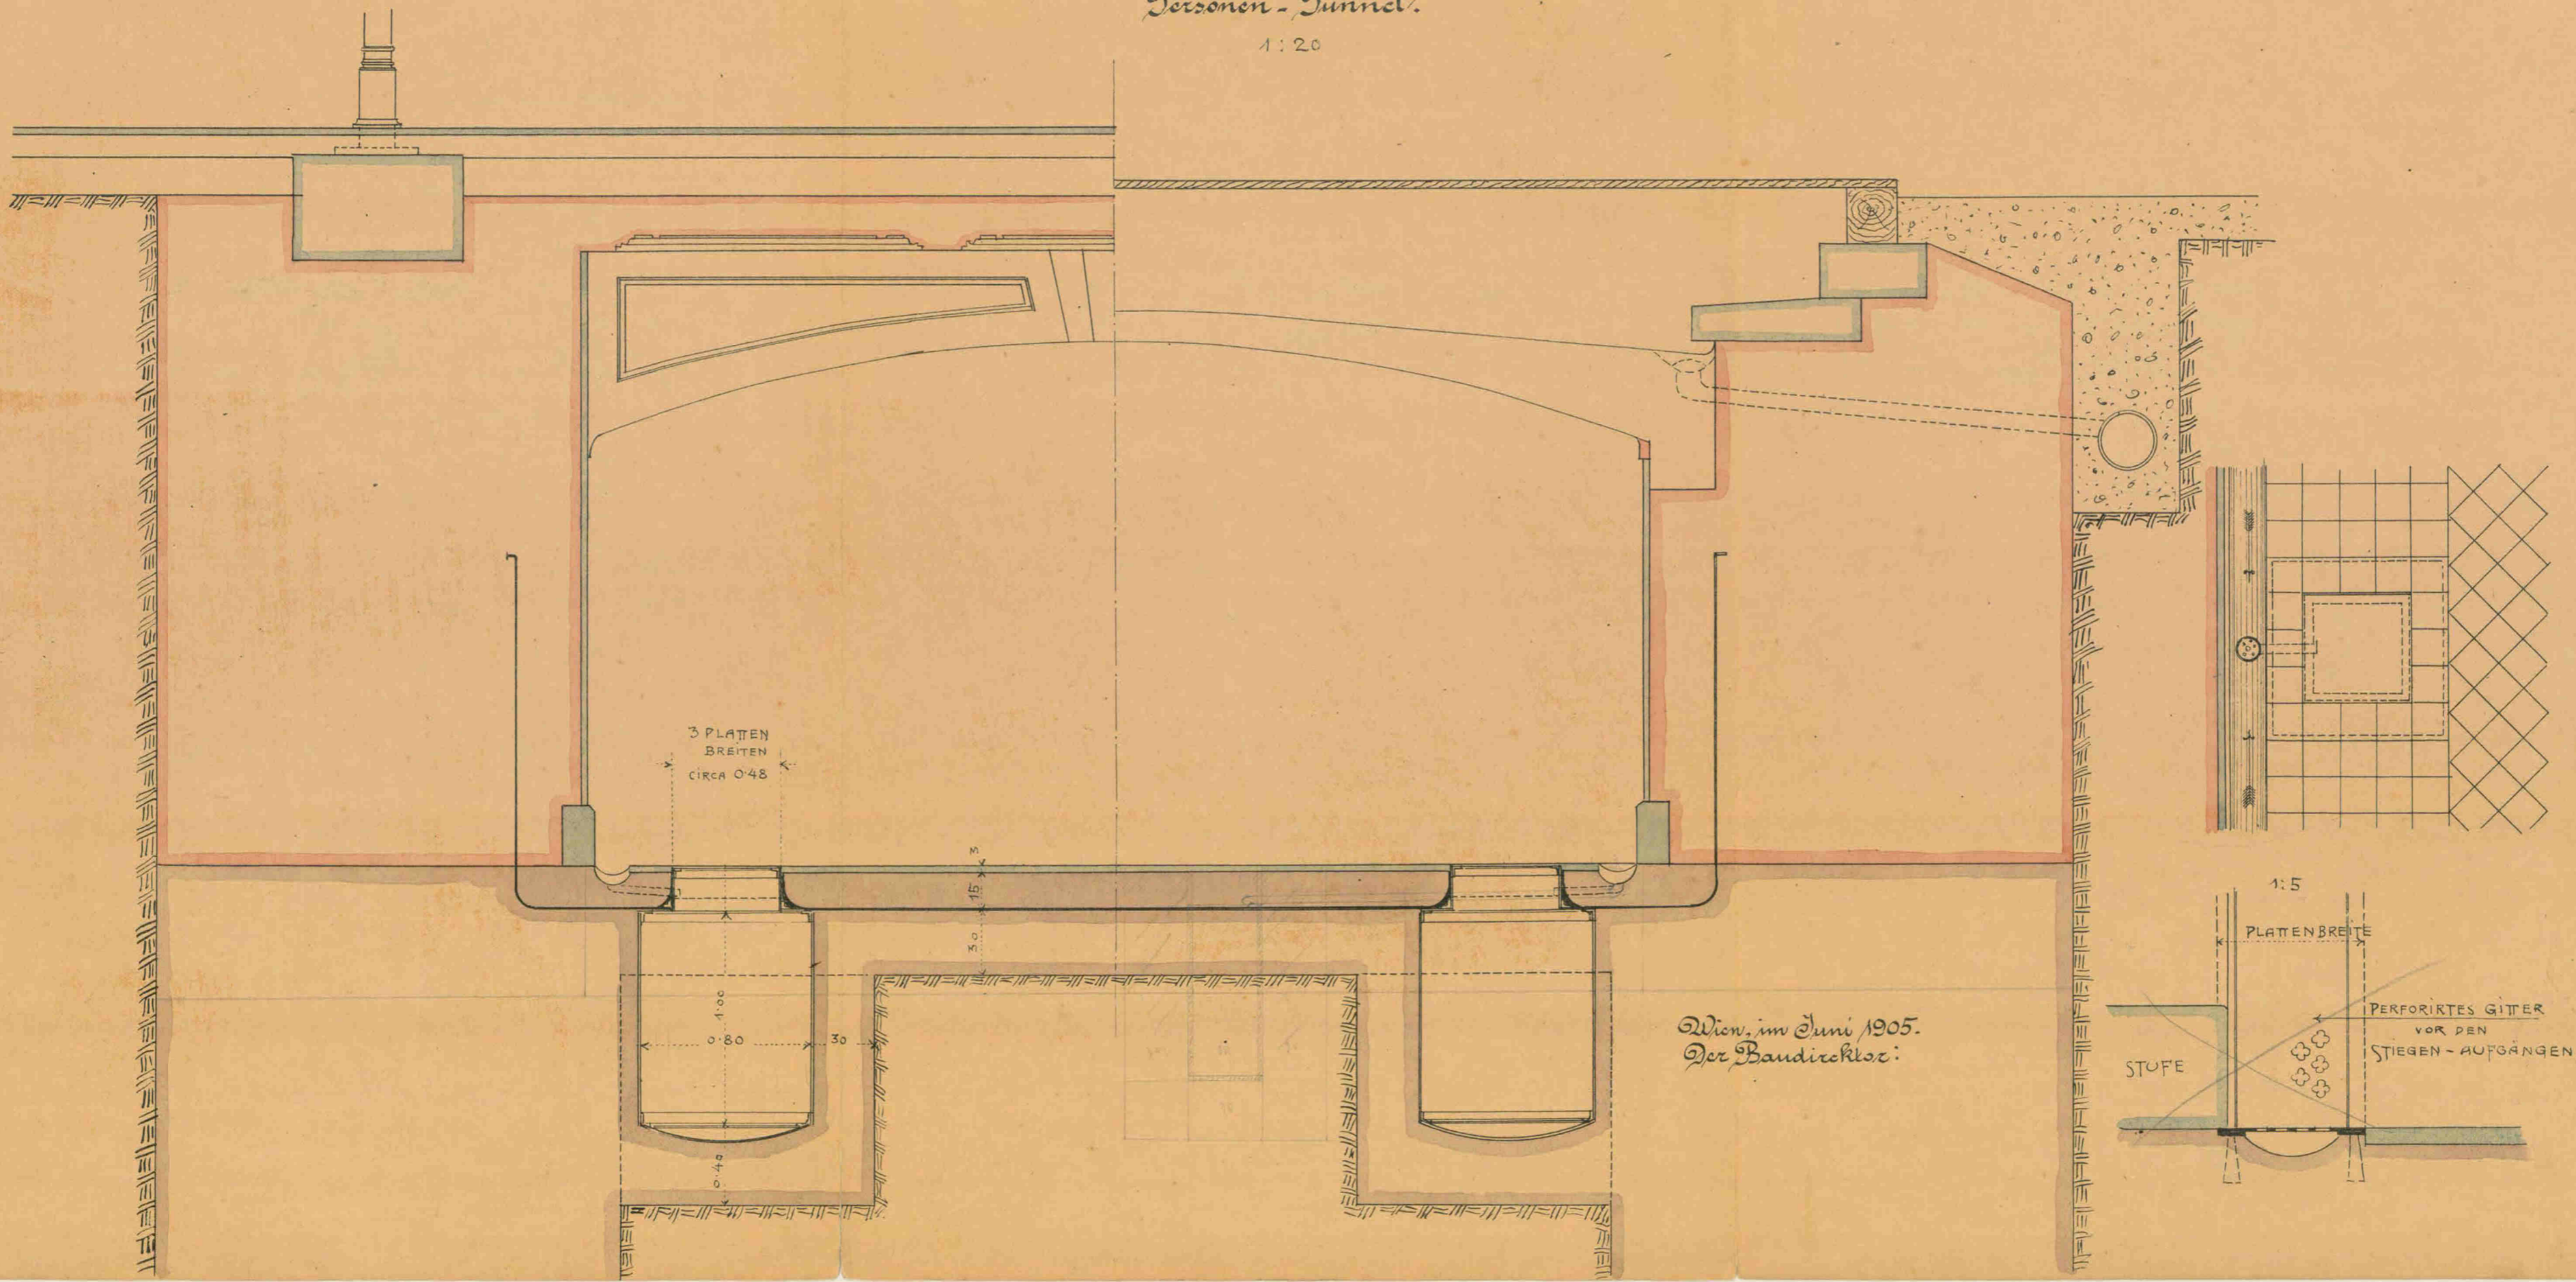 Personen-Tunnel.
1:20
3 PLATTEN
BREITEN
CIRCA 0·48
3
15
30
1·00
0·80
30
0·40
Wien, im Juni 1905.
Der Baudirektor:
1:5
PLATTENBREITE
PERFORIRTES GITTER
VOR DEN
STIEGEN-AUFGÄNGEN
STUFE